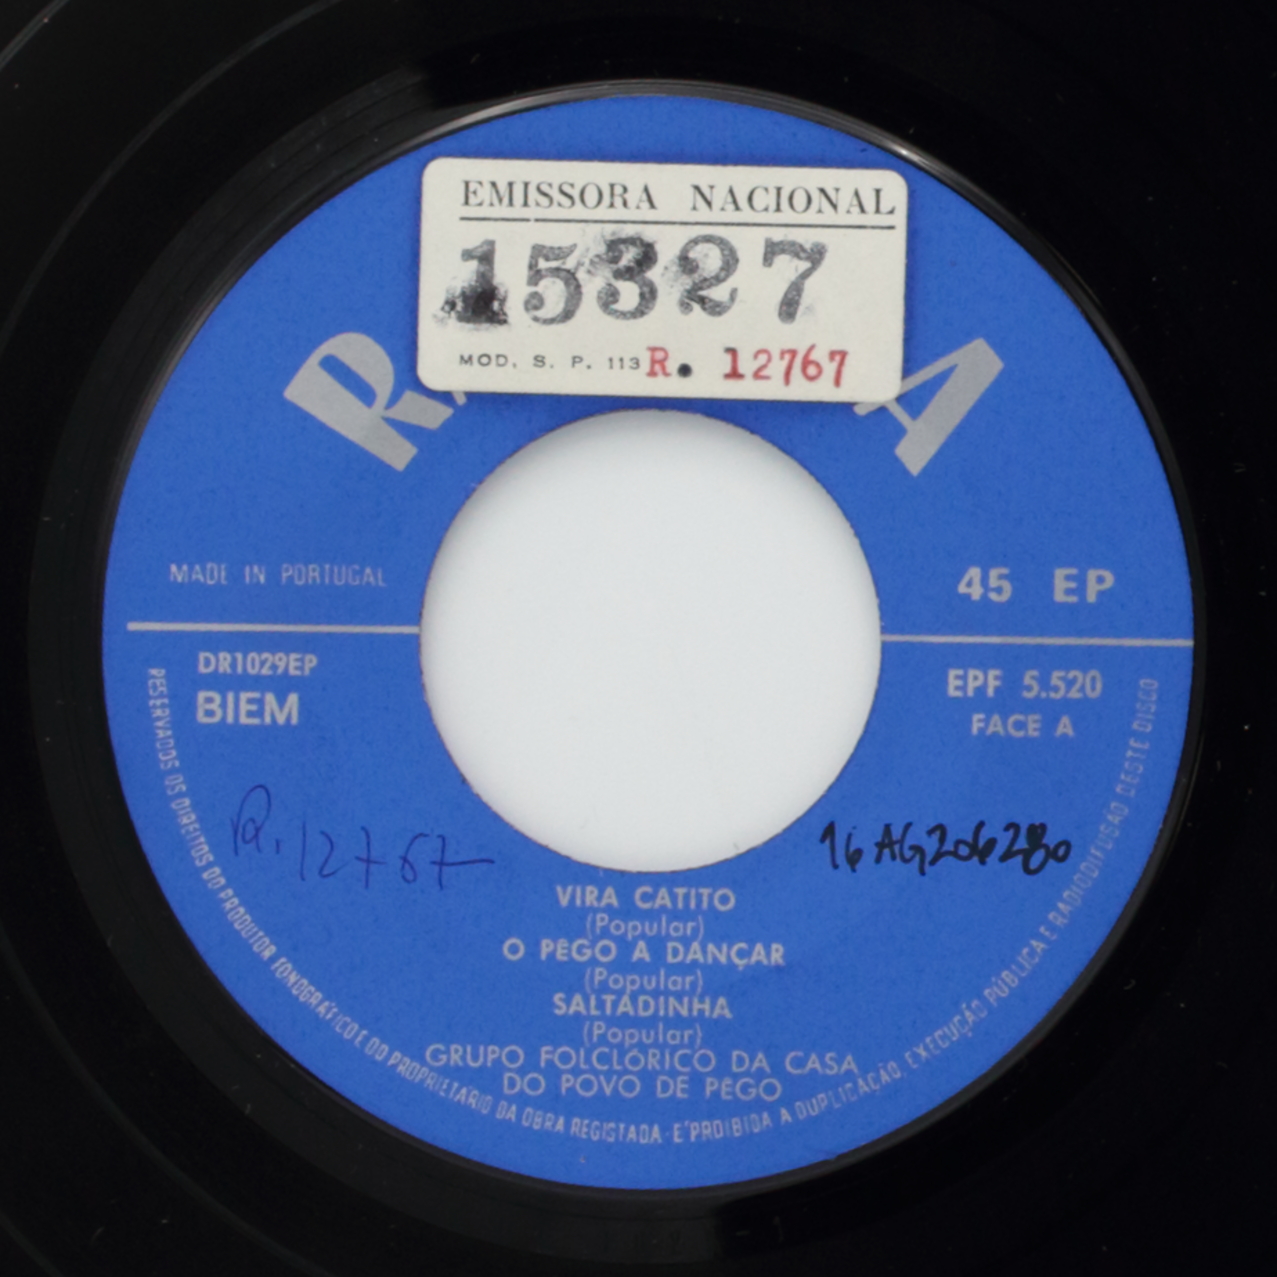 EMISSORA NACIONAL
15327
MOD. S. P. 113 R. 12767
MADE IN PORTUGAL
45 EP
DR1029EP
BIEM
EPF 5.520
FACE A
R. 12767
16 AG206280
VIRA CATITO
(Popular)
O PEGO A DANÇAR
(Popular)
SALTADINHA
(Popular)
GRUPO FOLCLÓRICO DA CASA
DO POVO DE PEGO
RESERVADOS OS DIREITOS DO PRODUTOR FONOGRÁFICO E DO PROPRIETÁRIO DA OBRA REGISTADA - É PROIBIDA A DUPLICAÇÃO, EXECUÇÃO PÚBLICA E RADIODIFUSÃO DESTE DISCO